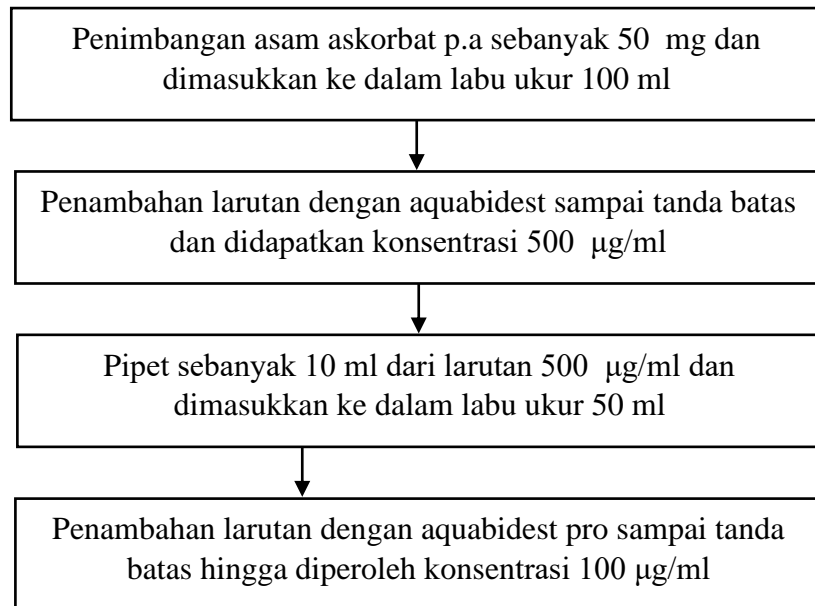 Penimbangan asam askorbat p.a sebanyak 50 mg dan
dimasukkan ke dalam labu ukur 100 ml
Penambahan larutan dengan aquabidest sampai tanda batas
dan didapatkan konsentrasi 500 μg/ml
Pipet sebanyak 10 ml dari larutan 500 μg/ml dan
dimasukkan ke dalam labu ukur 50 ml
Penambahan larutan dengan aquabidest pro sampai tanda
batas hingga diperoleh konsentrasi 100 μg/ml